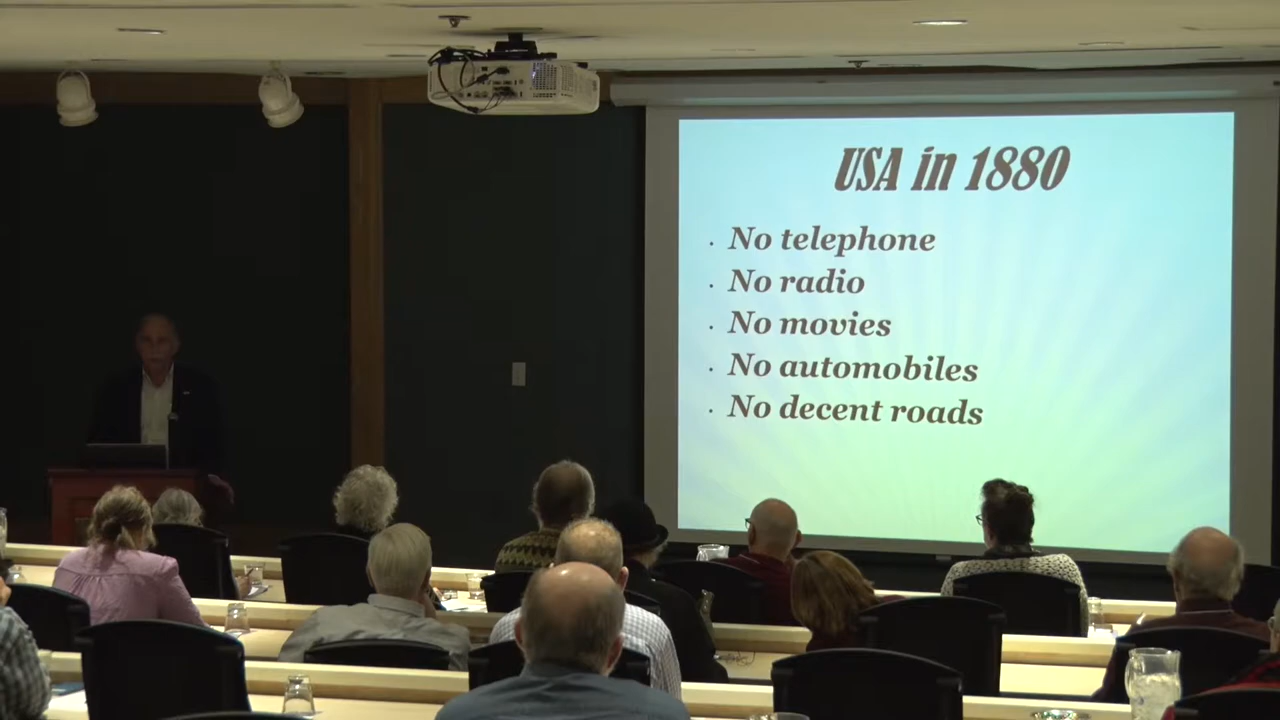 USA in 1880
· No telephone
· No radio
· No movies
· No automobiles
· No decent roads